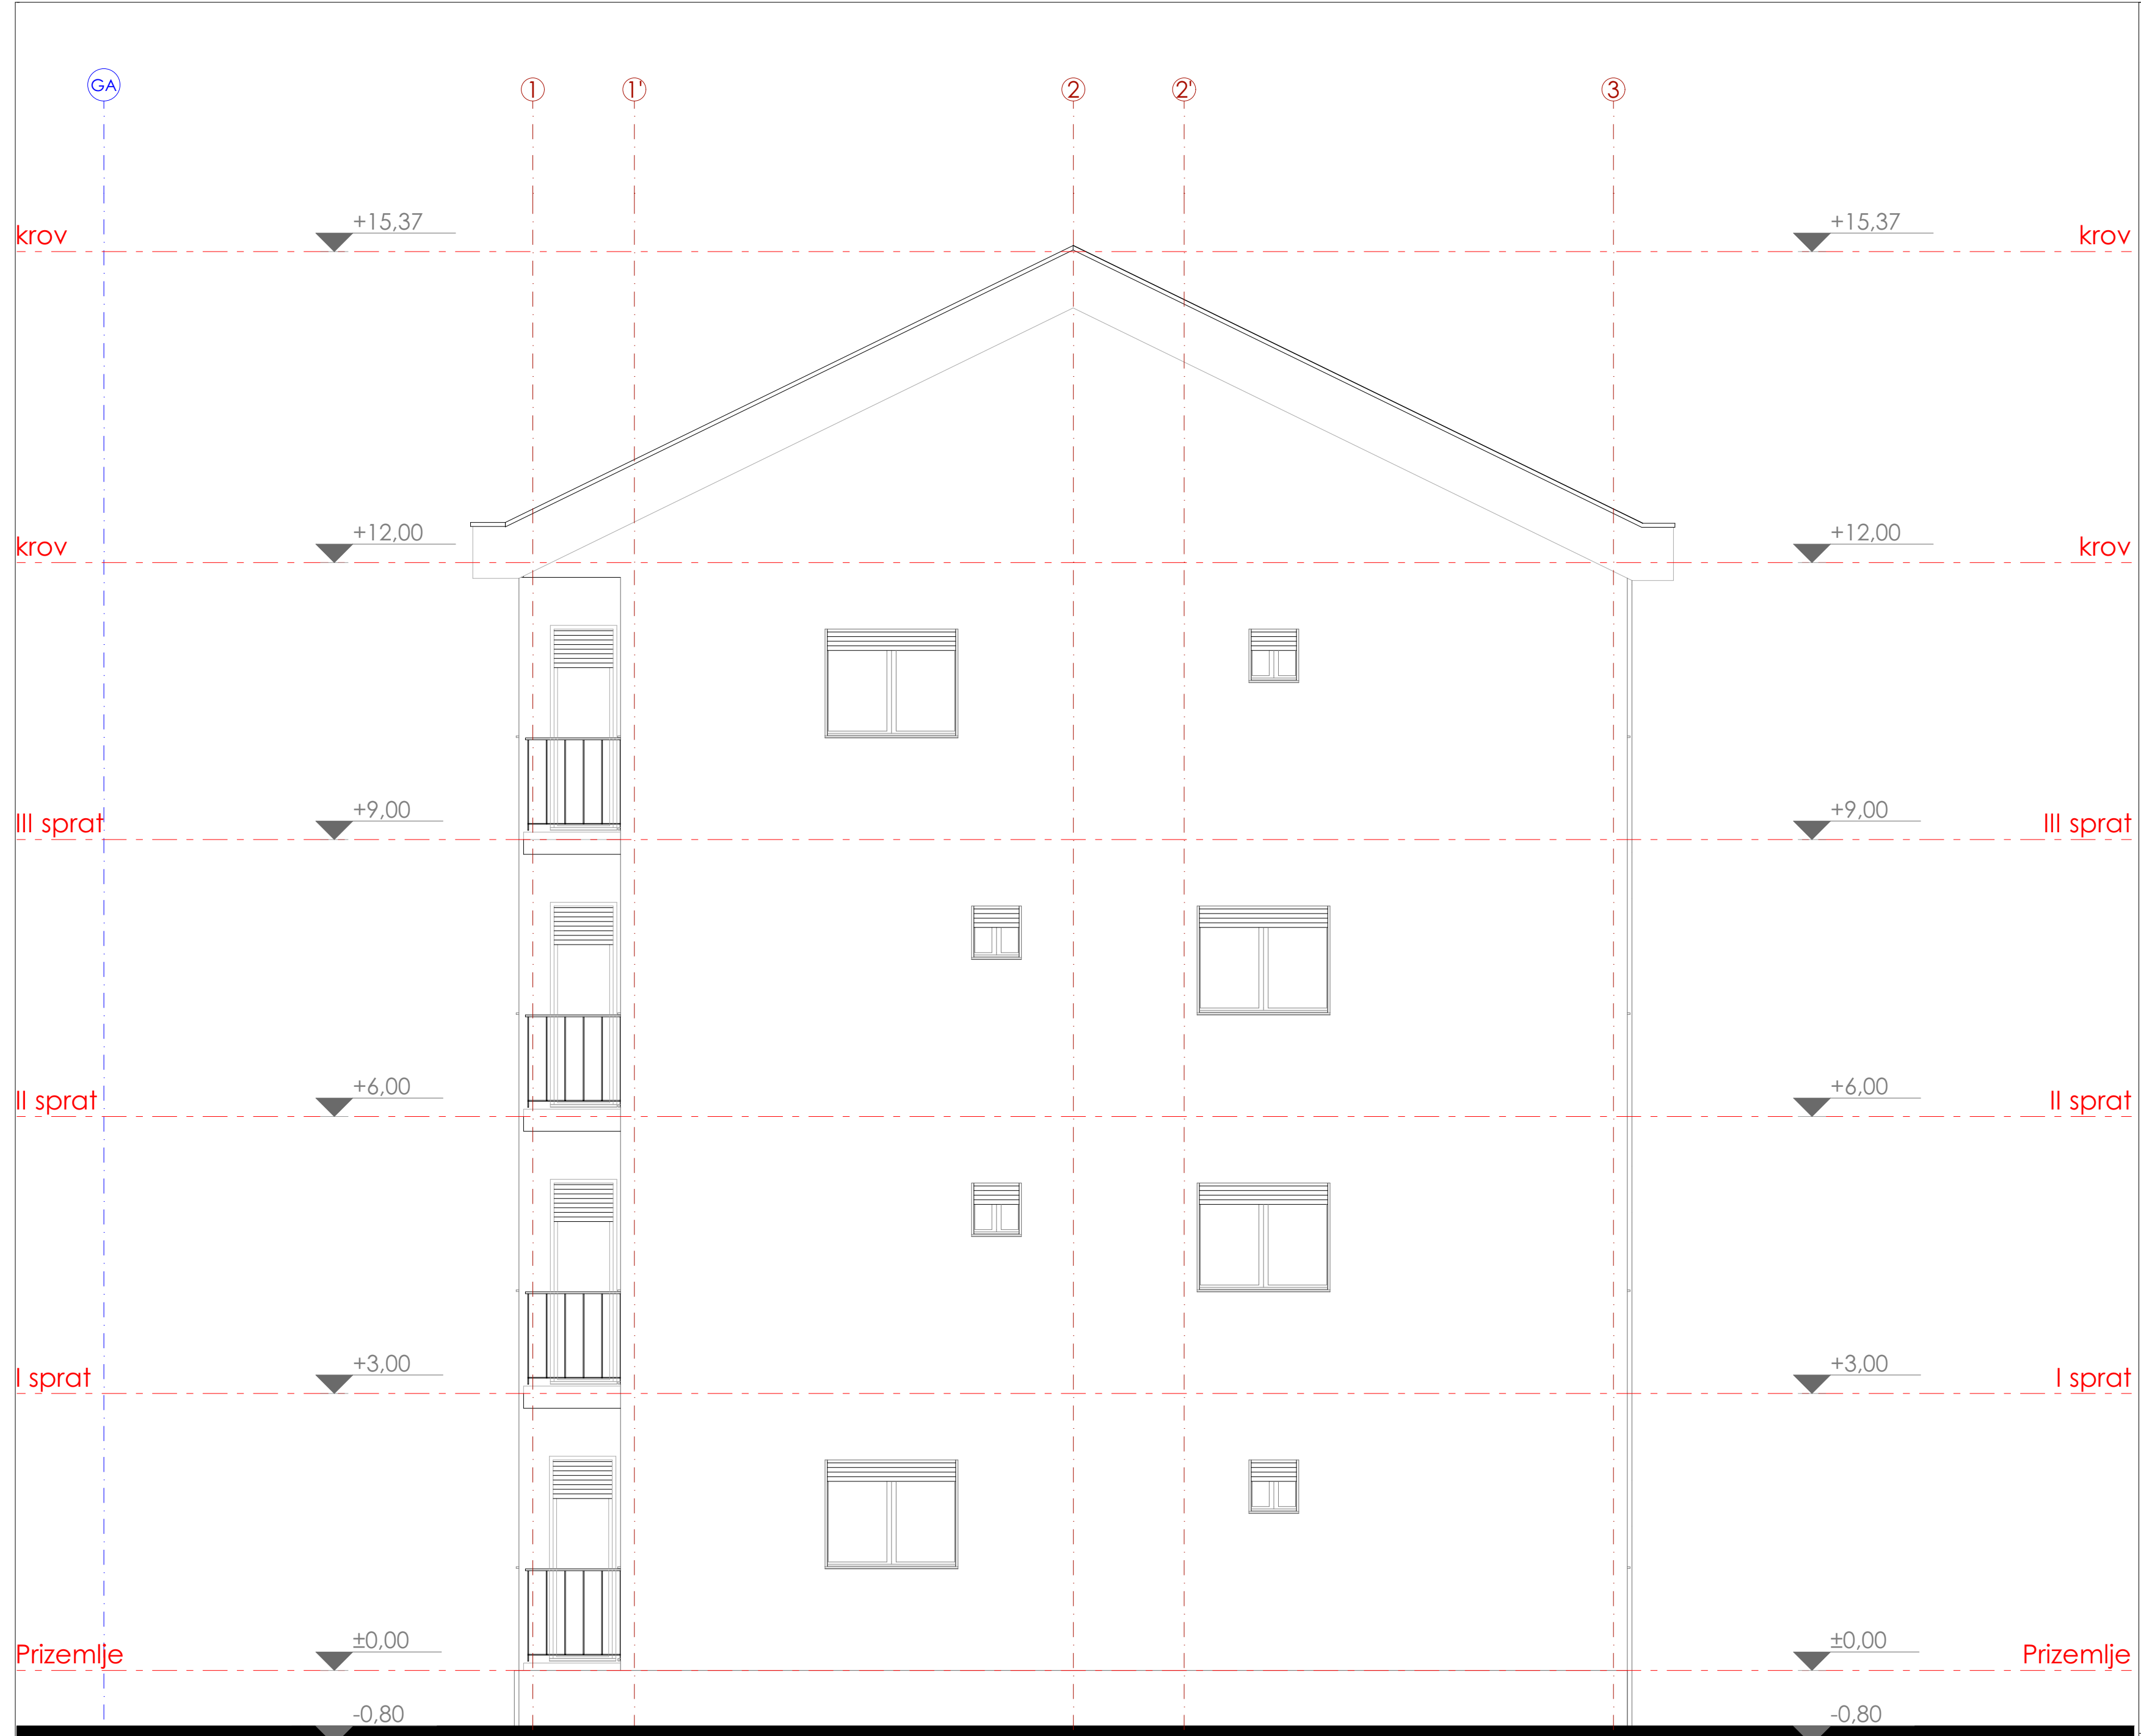 GA 1 1' 2 2' 3
+15,37 +15,37
krov krov
+12,00 +12,00
krov krov
+9,00 +9,00
III sprat III sprat
+6,00 +6,00
II sprat II sprat
+3,00 +3,00
I sprat I sprat
±0,00 ±0,00
Prizemlje Prizemlje
-0,80 -0,80